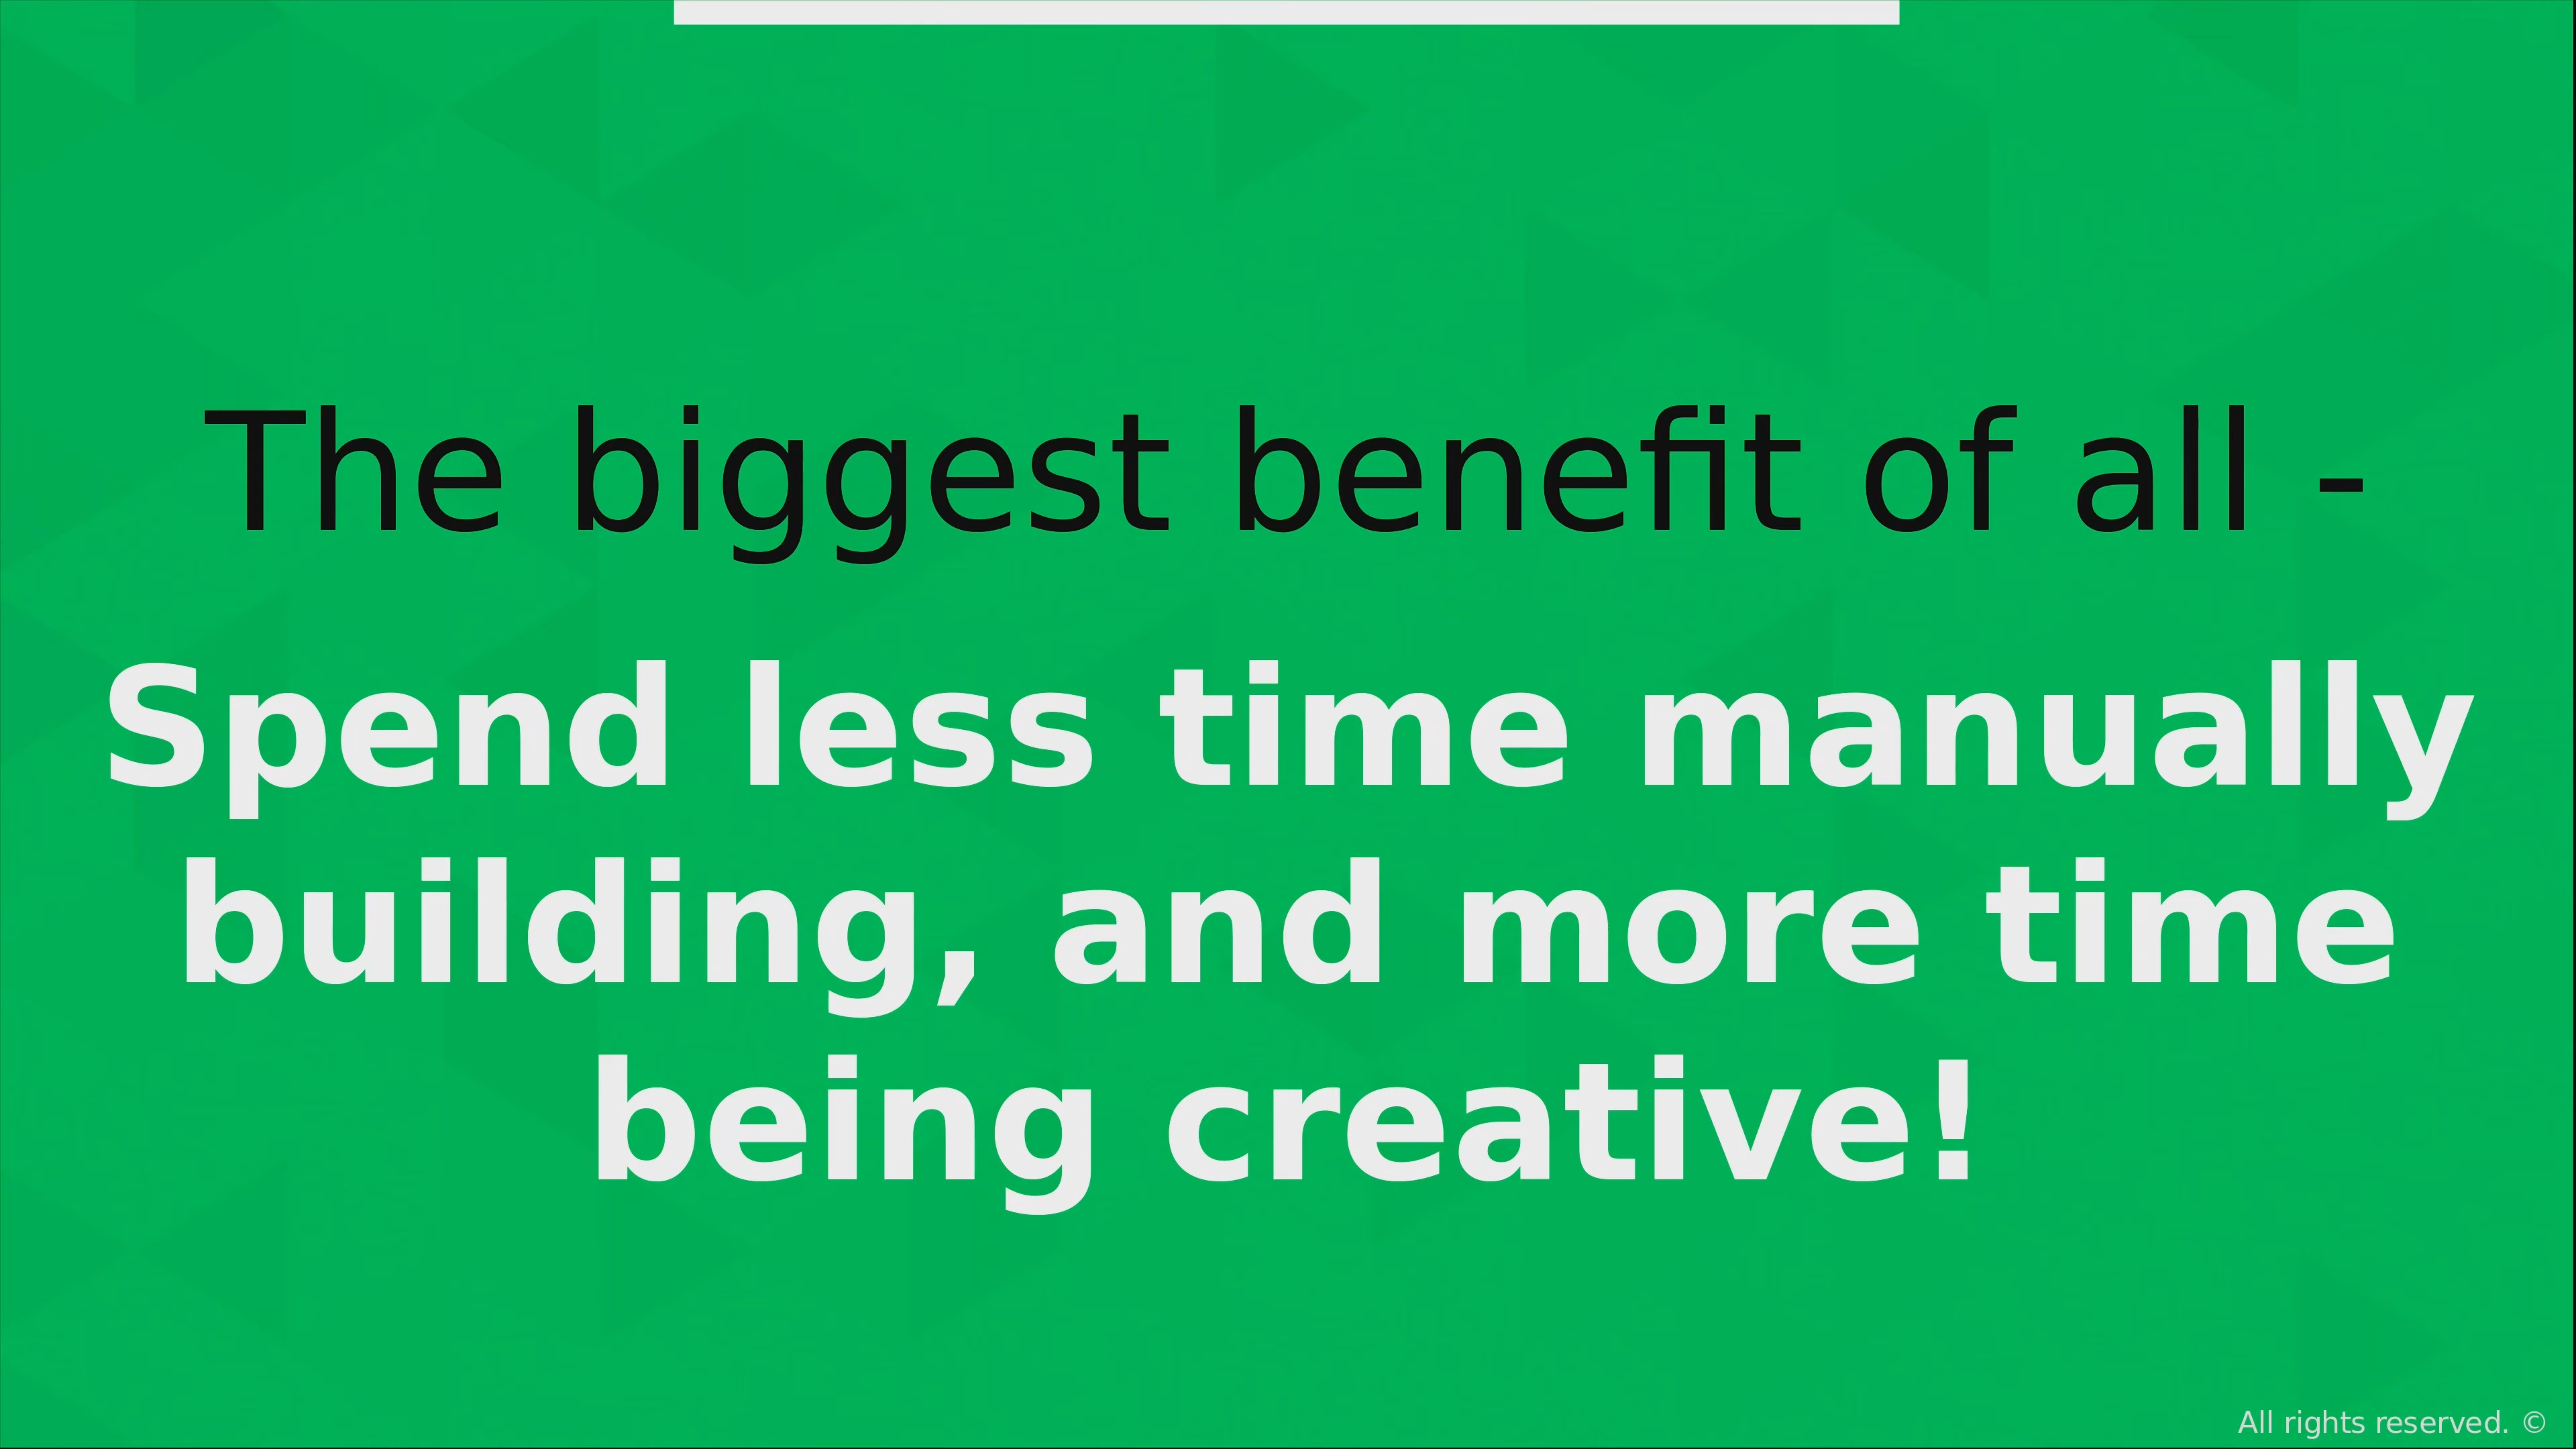 The biggest benefit of all -
Spend less time manually
building, and more time
being creative!
All rights reserved. ©